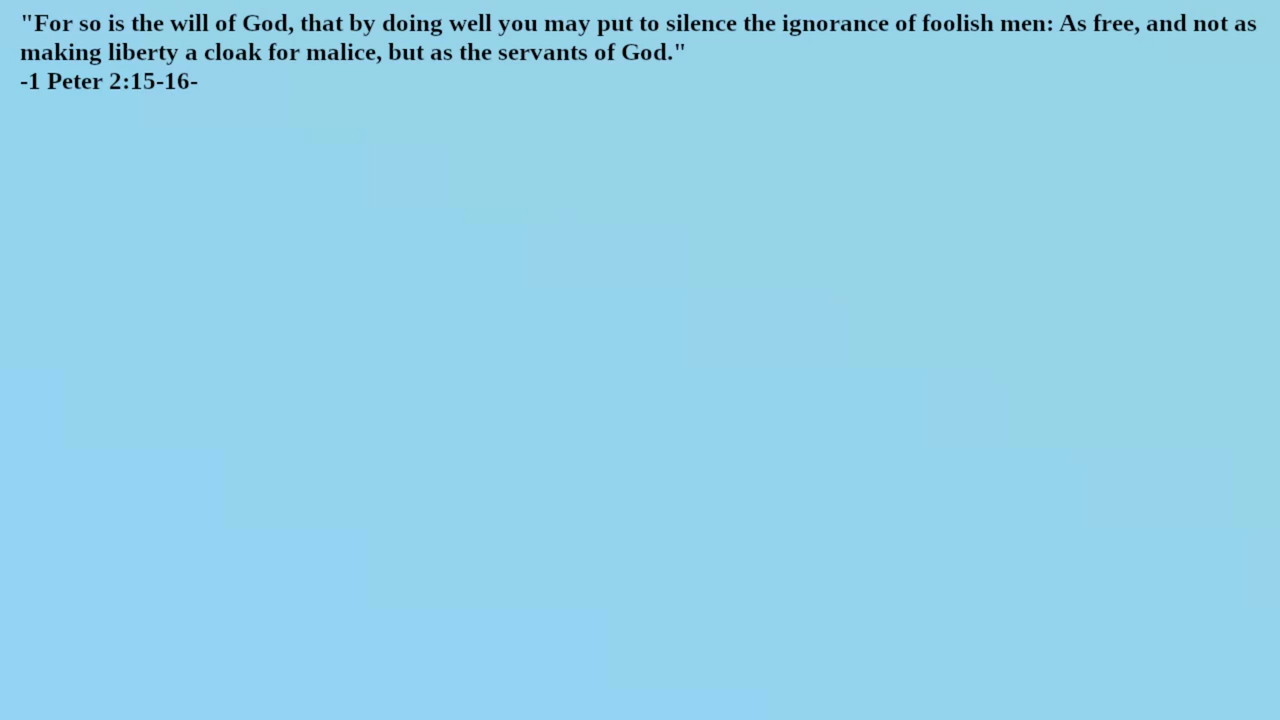 "For so is the will of God, that by doing well you may put to silence the ignorance of foolish men: As free, and not as
making liberty a cloak for malice, but as the servants of God."
-1 Peter 2:15-16-